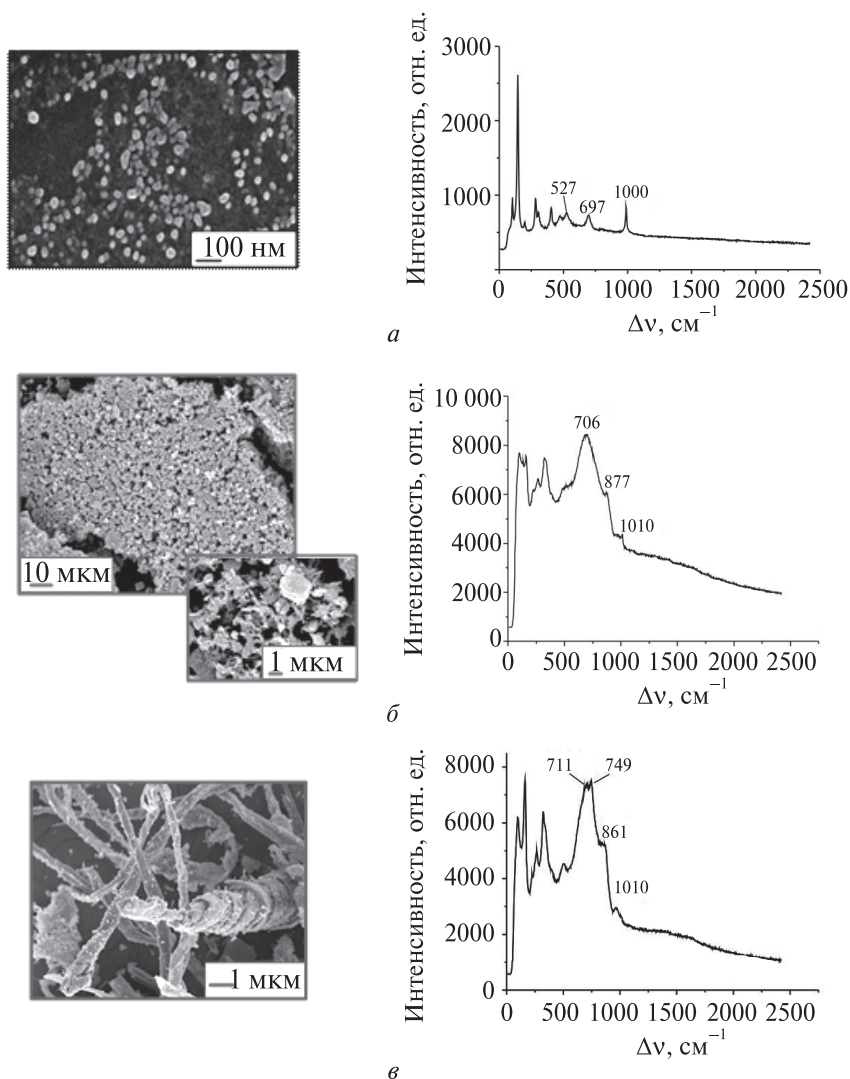 3000
2000
1000
527
697
1000
0 500 1000 1500 2000 2500
Интенсивность, отн. ед.
Δν, см⁻¹
100 нм
а
10 000
8000
6000
4000
2000
0
706
877
1010
0 500 1000 1500 2000 2500
Интенсивность, отн. ед.
Δν, см⁻¹
10 мкм
1 мкм
б
8000
6000
4000
2000
0
711
749
861
1010
0 500 1000 1500 2000 2500
Интенсивность, отн. ед.
Δν, см⁻¹
1 мкм
в